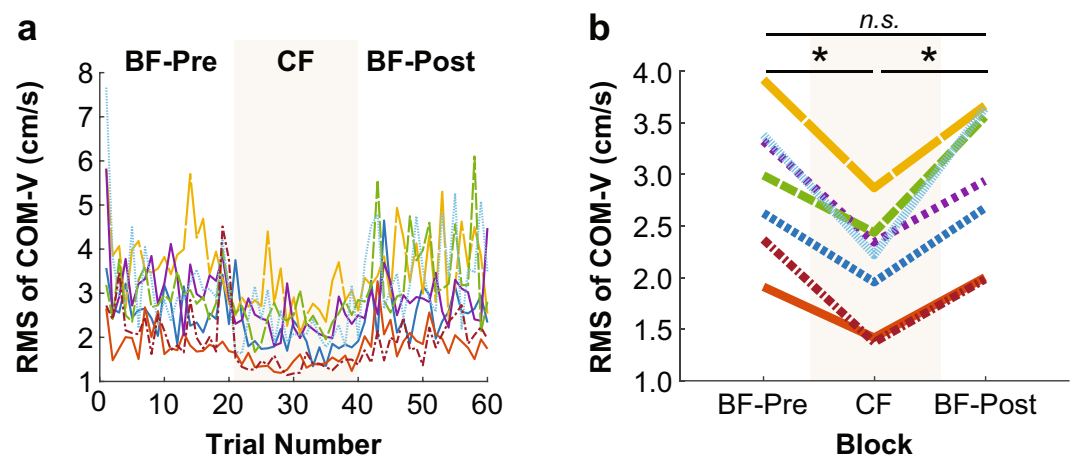 a
BF-Pre CF BF-Post
RMS of COM-V (cm/s)
8
7
6
5
4
3
2
1
0 10 20 30 40 50 60
Trial Number
b
n.s.
* *
RMS of COM-V (cm/s)
4.0
3.5
3.0
2.5
2.0
1.5
1.0
BF-Pre CF BF-Post
Block